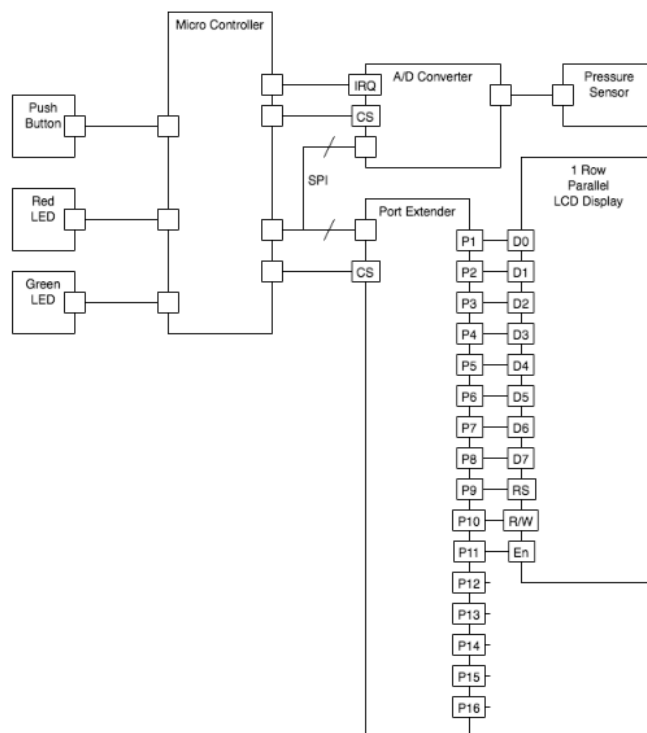 Micro Controller
Push
Button
Red
LED
Green
LED
IRQ
CS
A/D Converter
Pressure
Sensor
SPI
Port Extender
CS
1 Row
Parallel
LCD Display
P1 D0
P2 D1
P3 D2
P4 D3
P5 D4
P6 D5
P7 D6
P8 D7
P9 RS
P10 R/W
P11 En
P12
P13
P14
P15
P16